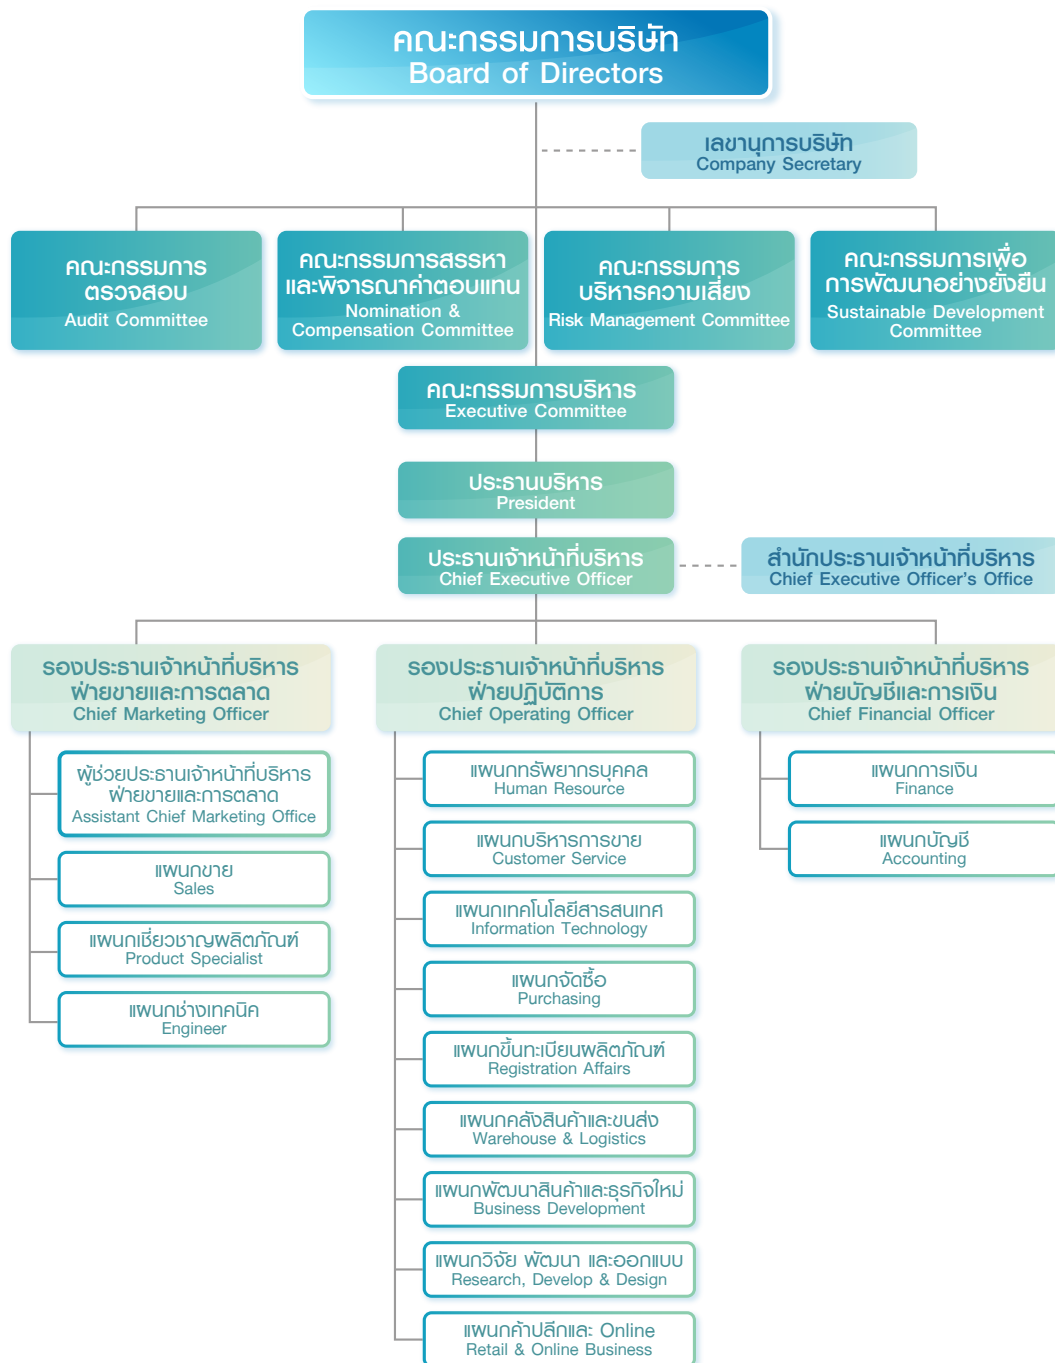 คณะกรรมการบริษัท
Board of Directors
เลขานุการบริษัท
Company Secretary
คณะกรรมการ
ตรวจสอบ
Audit Committee
คณะกรรมการสรรหา
และพิจารณาค่าตอบแทน
Nomination &
Compensation Committee
คณะกรรมการ
บริหารความเสี่ยง
Risk Management Committee
คณะกรรมการเพื่อ
การพัฒนาอย่างยั่งยืน
Sustainable Development
Committee
คณะกรรมการบริหาร
Executive Committee
ประธานบริหาร
President
ประธานเจ้าหน้าที่บริหาร
Chief Executive Officer
สำนักประธานเจ้าหน้าที่บริหาร
Chief Executive Officer's Office
รองประธานเจ้าหน้าที่บริหาร
ฝ่ายขายและการตลาด
Chief Marketing Officer
ผู้ช่วยประธานเจ้าหน้าที่บริหาร
ฝ่ายขายและการตลาด
Assistant Chief Marketing Office
แผนกขาย
Sales
แผนกเชี่ยวชาญผลิตภัณฑ์
Product Specialist
แผนกช่างเทคนิค
Engineer
รองประธานเจ้าหน้าที่บริหาร
ฝ่ายปฏิบัติการ
Chief Operating Officer
แผนกทรัพยากรบุคคล
Human Resource
แผนกบริหารการขาย
Customer Service
แผนกเทคโนโลยีสารสนเทศ
Information Technology
แผนกจัดซื้อ
Purchasing
แผนกขึ้นทะเบียนผลิตภัณฑ์
Registration Affairs
แผนกคลังสินค้าและขนส่ง
Warehouse & Logistics
แผนกพัฒนาสินค้าและธุรกิจใหม่
Business Development
แผนกวิจัย พัฒนา และออกแบบ
Research, Develop & Design
แผนกค้าปลีกและ Online
Retail & Online Business
รองประธานเจ้าหน้าที่บริหาร
ฝ่ายบัญชีและการเงิน
Chief Financial Officer
แผนกการเงิน
Finance
แผนกบัญชี
Accounting